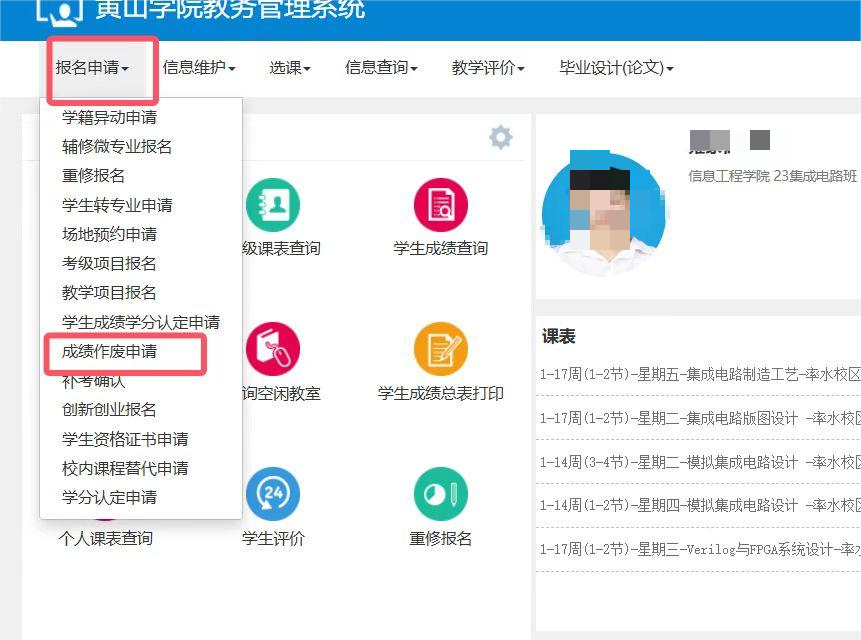 黄山学院教务管理系统
报名申请 信息维护 选课 信息查询 教学评价 毕业设计(论文)
学籍异动申请
辅修微专业报名
重修报名
学生转专业申请
场地预约申请
考级项目报名
教学项目报名
学生成绩学分认定申请
成绩作废申请
补考确认
创新创业报名
学生资格证书申请
校内课程替代申请
学分认定申请
级课表查询
学生成绩查询
询空闲教室
学生成绩总表打印
24
个人课表查询
学生评价
重修报名
信息工程学院 23集成电路班
课表
1-17周(1-2节)-星期五-集成电路制造工艺-率水校区
1-17周(1-2节)-星期二-集成电路版图设计 -率水校区
1-14周(3-4节)-星期二-模拟集成电路设计 -率水校区
1-14周(1-2节)-星期四-模拟集成电路设计 -率水校区
1-17周(1-2节)-星期三-Verilog与FPGA系统设计-率水